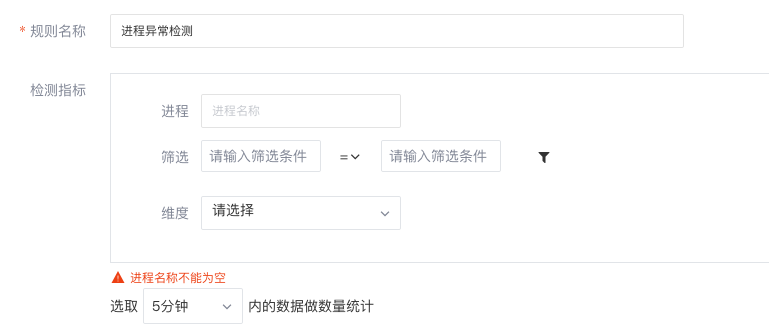 * 规则名称 进程异常检测
检测指标
进程 进程名称
筛选 请输入筛选条件 = 请输入筛选条件
维度 请选择
进程名称不能为空
选取 5分钟 内的数据做数量统计